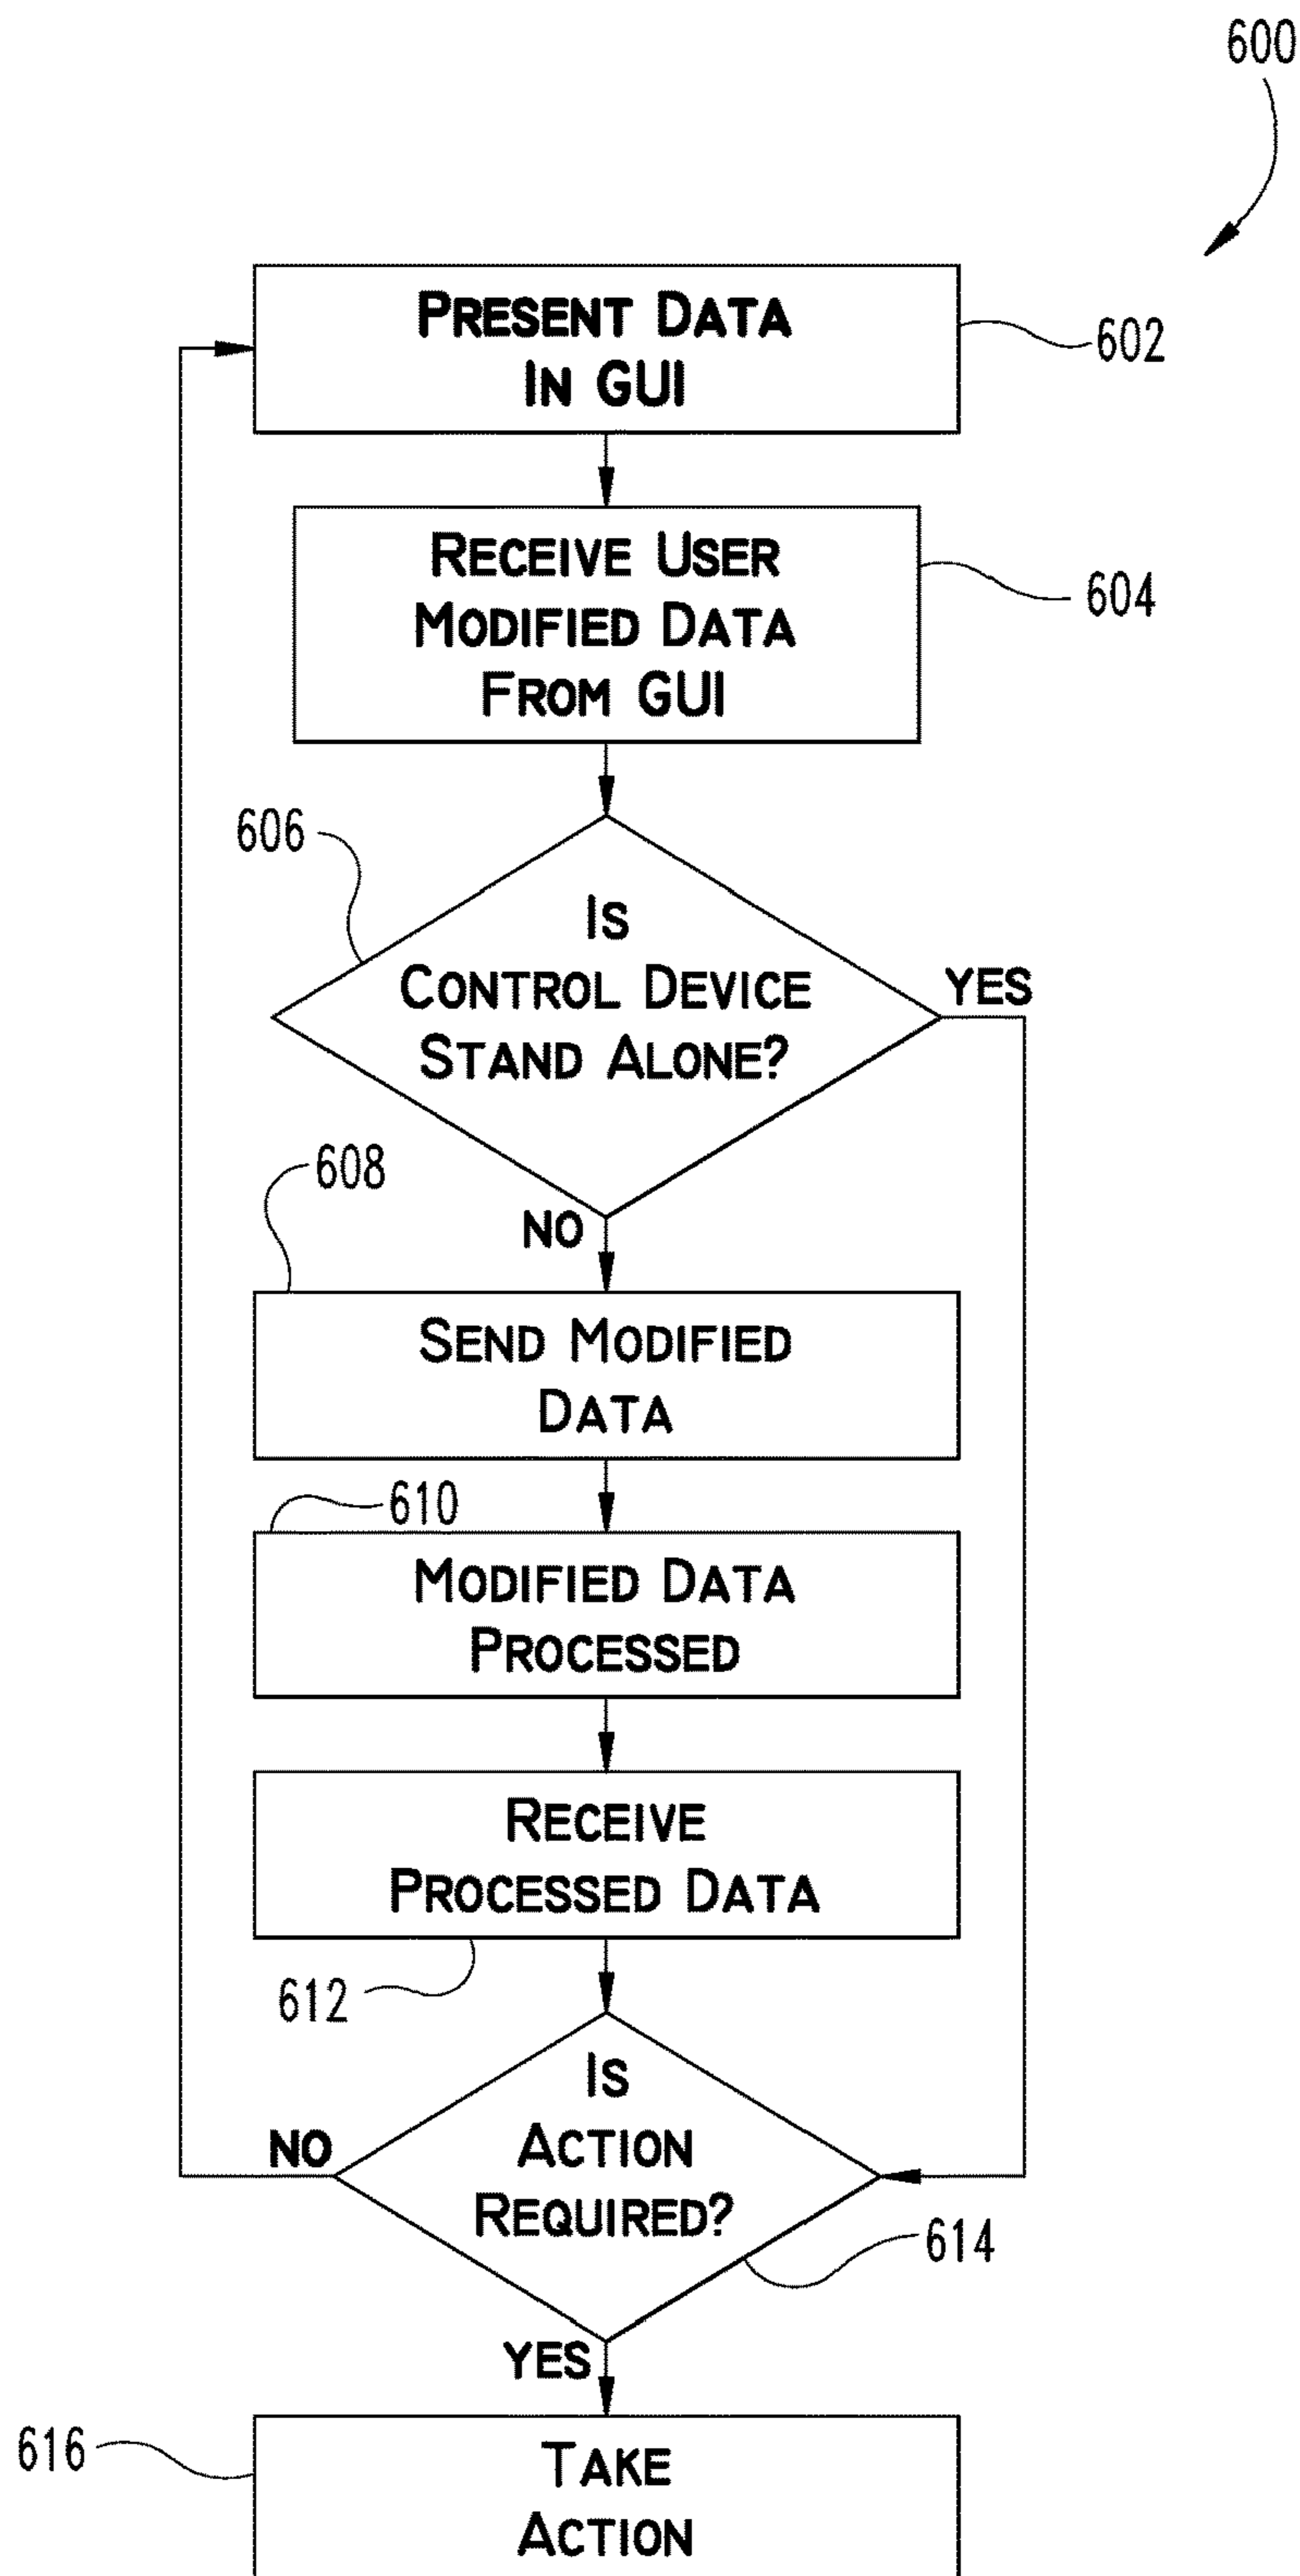 600
PRESENT DATA
IN GUI
602
RECEIVE USER
MODIFIED DATA
FROM GUI
604
606
IS
CONTROL DEVICE
STAND ALONE?
YES
NO
608
SEND MODIFIED
DATA
610
MODIFIED DATA
PROCESSED
RECEIVE
PROCESSED DATA
612
IS
ACTION
REQUIRED?
NO
614
YES
616
TAKE
ACTION